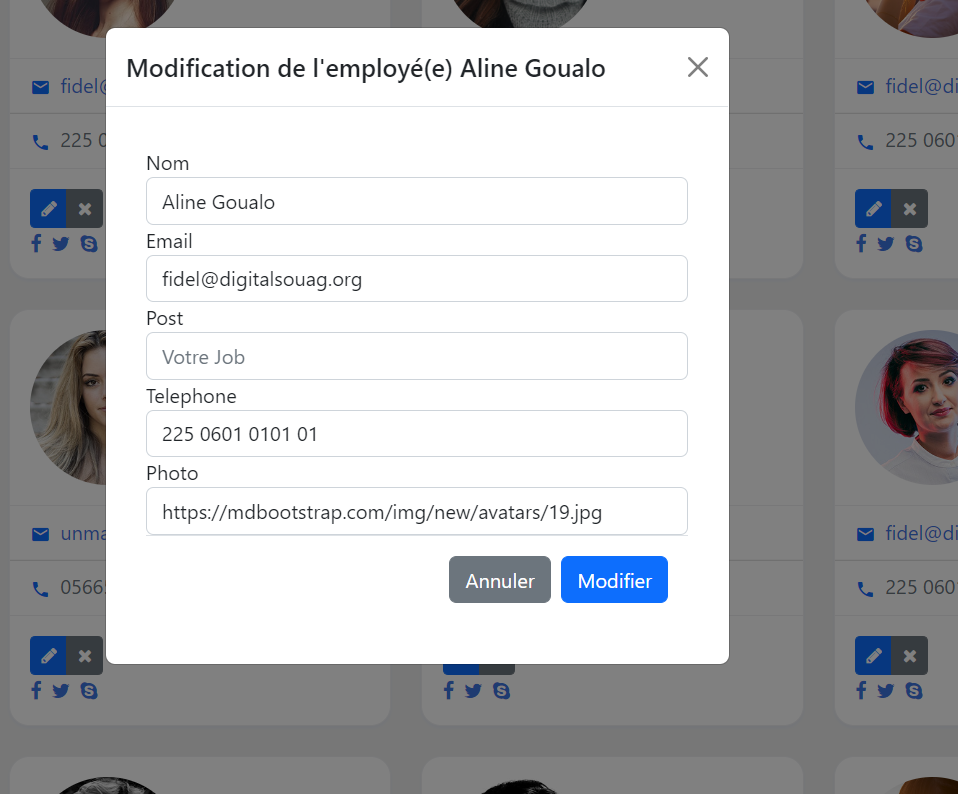 Modification de l'employé(e) Aline Goualo
Nom
Aline Goualo
Email
fidel@digitalsouag.org
Post
Votre Job
Telephone
225 0601 0101 01
Photo
https://mdbootstrap.com/img/new/avatars/19.jpg
Annuler
Modifier
fidel@
225 0
fidel@di
225 060
unma
0566
fidel@di
225 060